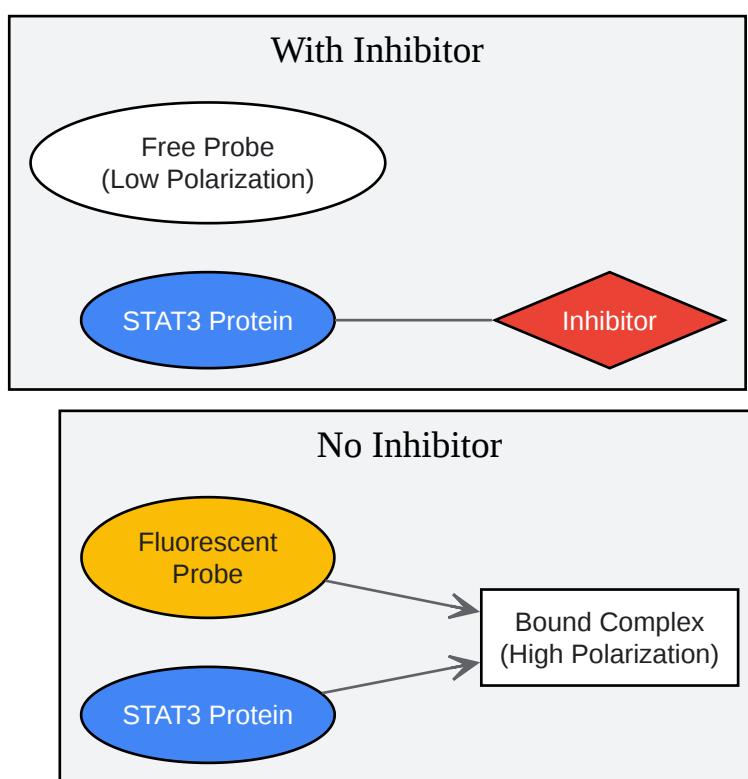 With Inhibitor
Free Probe
(Low Polarization)
STAT3 Protein
Inhibitor
No Inhibitor
Fluorescent
Probe
Bound Complex
(High Polarization)
STAT3 Protein